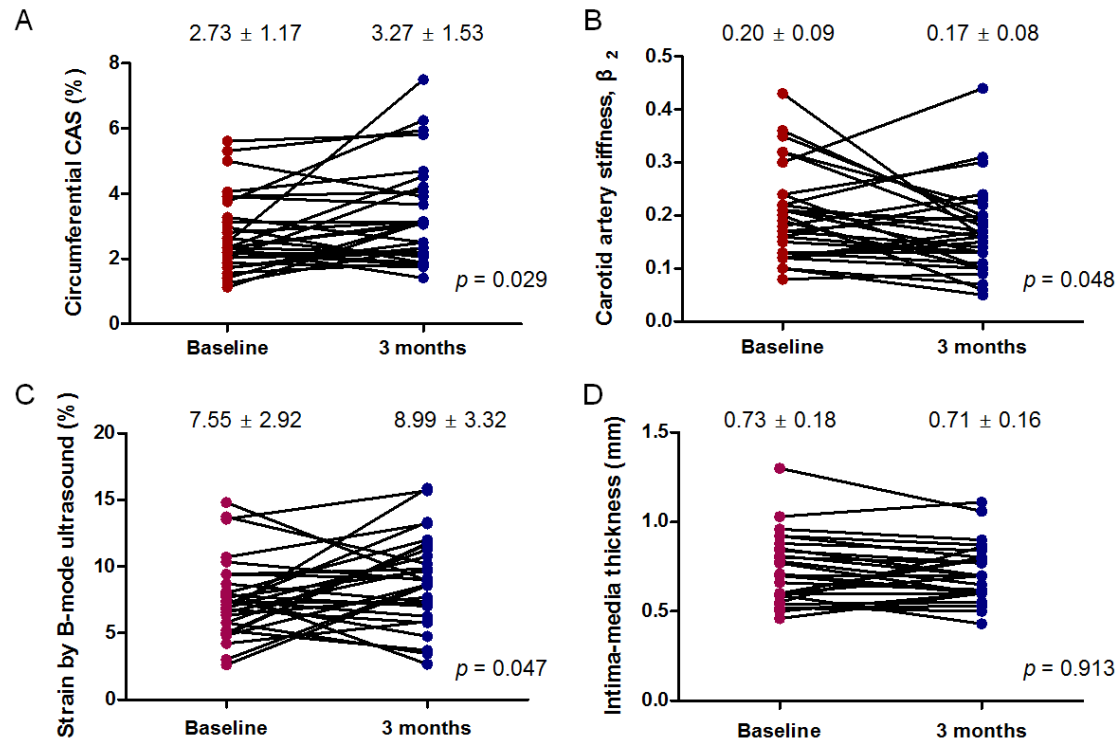 A
2.73 ± 1.17
3.27 ± 1.53
Circumferential CAS (%)
8
6
4
2
0
p = 0.029
Baseline
3 months
B
0.20 ± 0.09
0.17 ± 0.08
Carotid artery stiffness, β 2
0.5
0.4
0.3
0.2
0.1
0.0
p = 0.048
Baseline
3 months
C
7.55 ± 2.92
8.99 ± 3.32
Strain by B-mode ultrasound (%)
20
15
10
5
0
p = 0.047
Baseline
3 months
D
0.73 ± 0.18
0.71 ± 0.16
Intima-media thickness (mm)
1.5
1.0
0.5
0.0
p = 0.913
Baseline
3 months